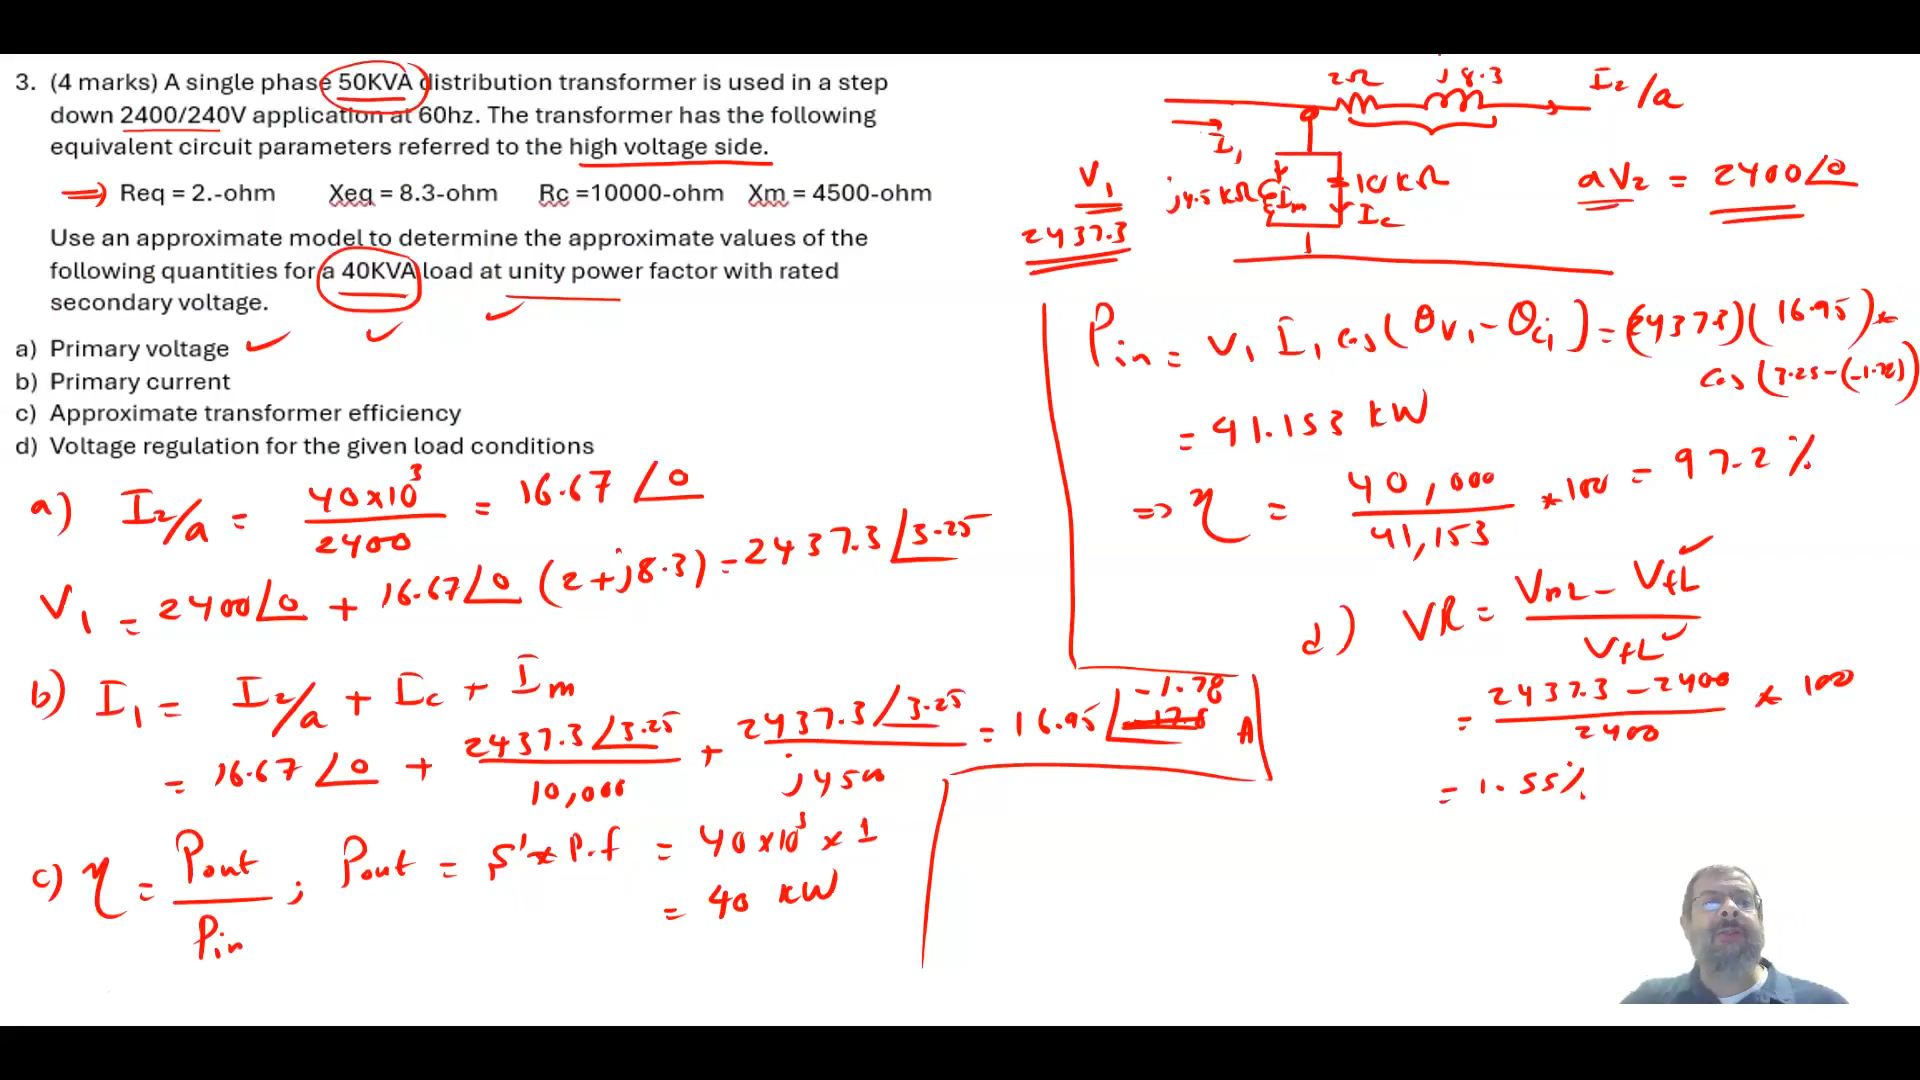 3. (4 marks) A single phase 50KVA distribution transformer is used in a step
down 2400/240V application at 60hz. The transformer has the following
equivalent circuit parameters referred to the high voltage side.
⇒ Req = 2.-ohm Xeq = 8.3-ohm Rc =10000-ohm Xm = 4500-ohm
Use an approximate model to determine the approximate values of the
following quantities for a 40KVA load at unity power factor with rated
secondary voltage.
a) Primary voltage
b) Primary current
c) Approximate transformer efficiency
d) Voltage regulation for the given load conditions
a) I2/a = 40×10³ / 2400 = 16.67 ∠0
V1 = 2400∠0 + 16.67∠0 (2+j8.3) = 2437.3 ∠3.25
b) I1 = I2/a + Ic + Im
= 16.67 ∠0 + 2437.3∠3.25 / 10,000 + 2437.3∠3.25 / j4500 = 16.95 ∠-1.78 A
c) η = Pout / Pin ; Pout = S * P.f = 40×10³ × 1
= 40 kW
2Ω j8.3 I2/a
I1
V1
2437.3
j4.5kΩ Im 10kΩ
Ic
aV2 = 2400∠0
Pin = V1 I1 Cos(θv1 - θi1) = (2437.3)(16.95) *
Cos(3.25-(-1.78))
= 41.153 kW
⇒ η = 40,000 / 41,153 * 100 = 97.2 %
d) VR = VnL - VfL / VfL
= 2437.3 - 2400 / 2400 * 100
= 1.55%